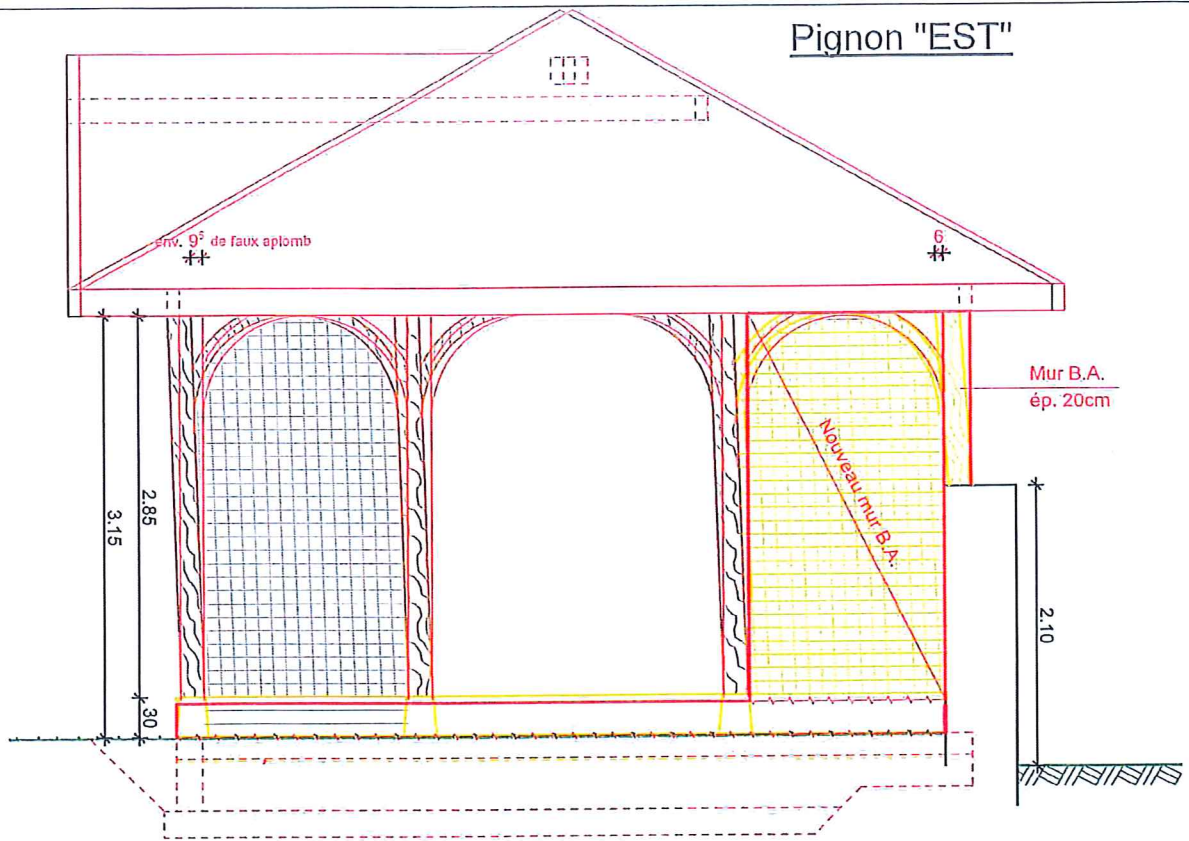 Pignon "EST"
env. 9⁵ de faux aplomb
6
Mur B.A.
ép. 20cm
Nouveau mur B.A.
3.15
2.85
30
2.10